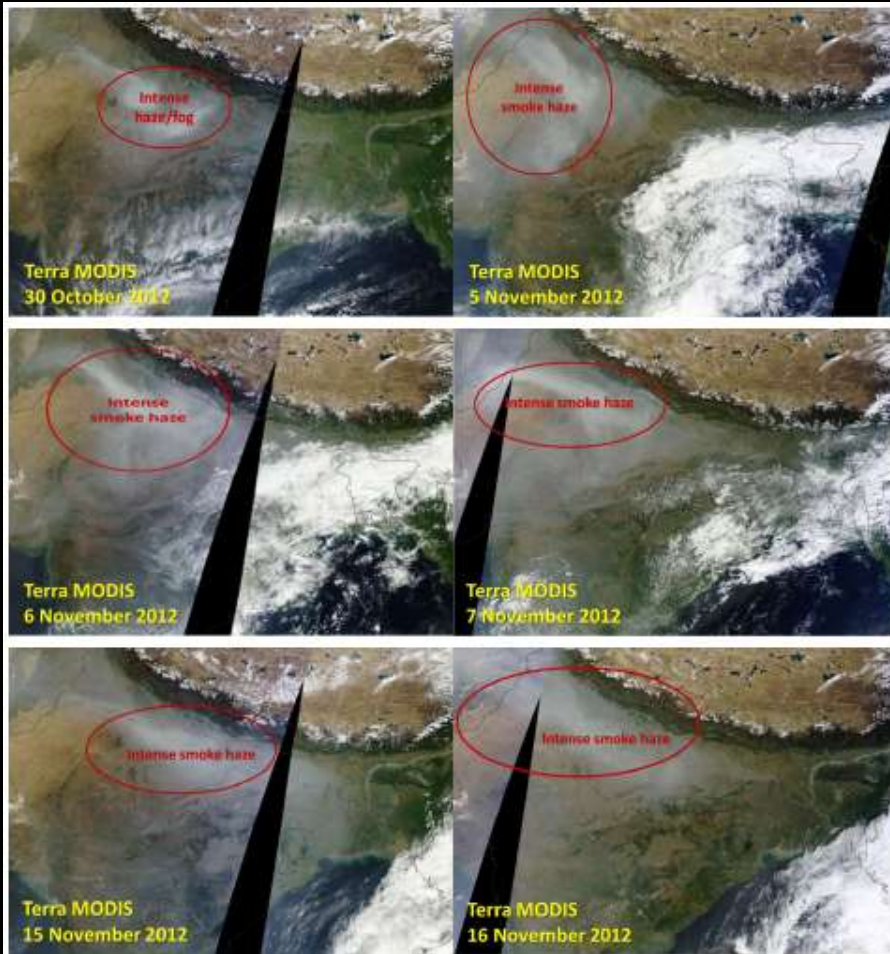 Intense
haze/fog
Terra MODIS
30 October 2012
Intense
smoke haze
Terra MODIS
5 November 2012
Intense
smoke haze
Terra MODIS
6 November 2012
Intense smoke haze
Terra MODIS
7 November 2012
Intense smoke haze
Terra MODIS
15 November 2012
Intense smoke haze
Terra MODIS
16 November 2012